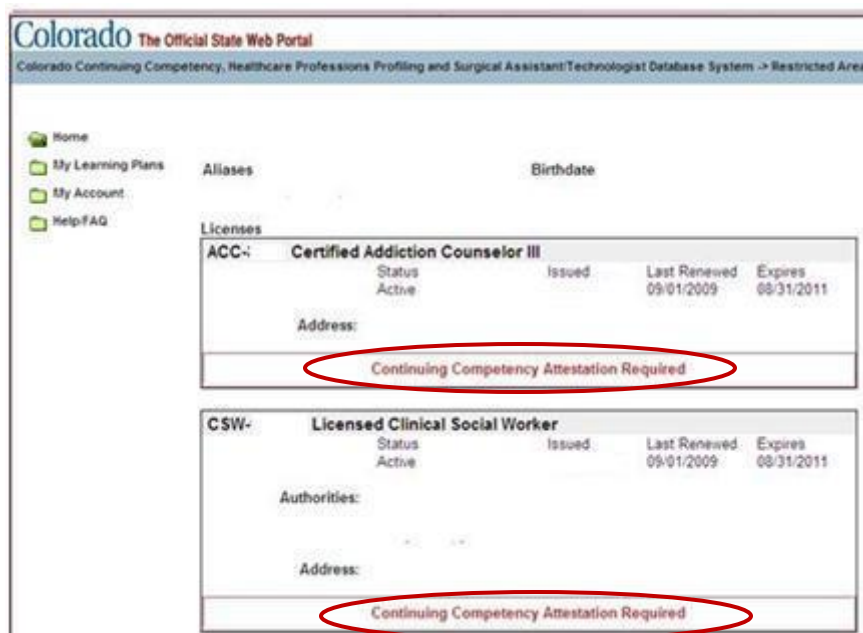 Colorado The Official State Web Portal
Colorado Continuing Competency, Healthcare Professions Profiling and Surgical Assistant/Technologist Database System -> Restricted Area
Home
My Learning Plans
My Account
Help/FAQ
Aliases Birthdate
Licenses
ACC- Certified Addiction Counselor III
Status Issued Last Renewed Expires
Active 09/01/2009 08/31/2011
Address:
Continuing Competency Attestation Required
CSW- Licensed Clinical Social Worker
Status Issued Last Renewed Expires
Active 09/01/2009 08/31/2011
Authorities:
Address:
Continuing Competency Attestation Required